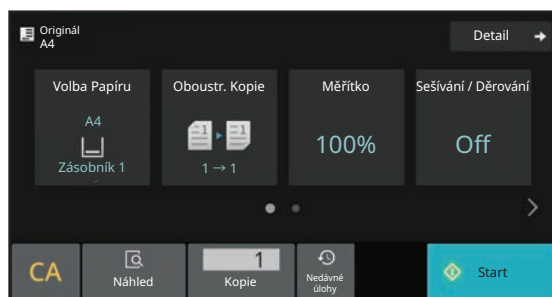 Originál
A4
Detail
Volba Papíru
A4
Zásobník 1
Oboustr. Kopie
1 → 1
Měřítko
100%
Sešívání / Děrování
Off
CA
Náhled
1
Kopie
Nedávné
úlohy
Start